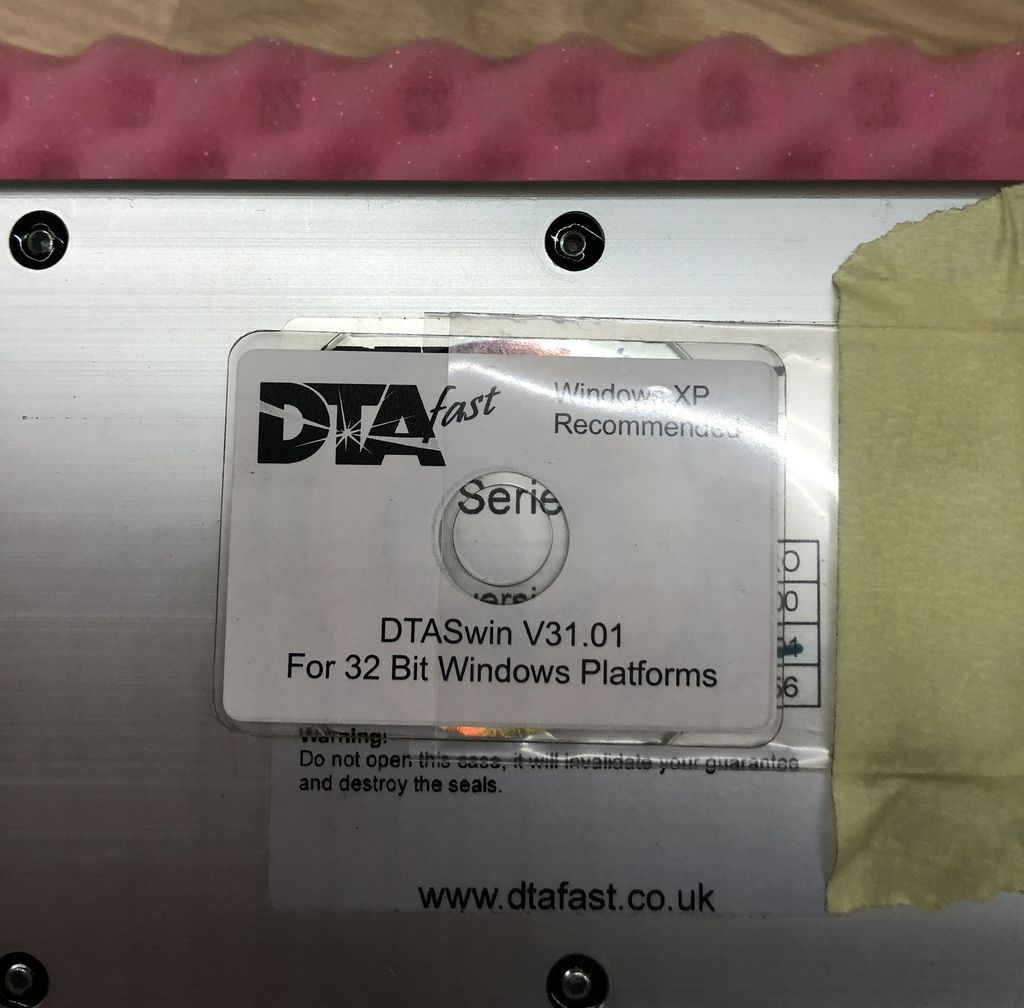 DTAfast
Windows XP
Recommended
Serie
DTASwin V31.01
For 32 Bit Windows Platforms
Warning:
Do not open this case, it will invalidate your guarantee
and destroy the seals.
www.dtafast.co.uk